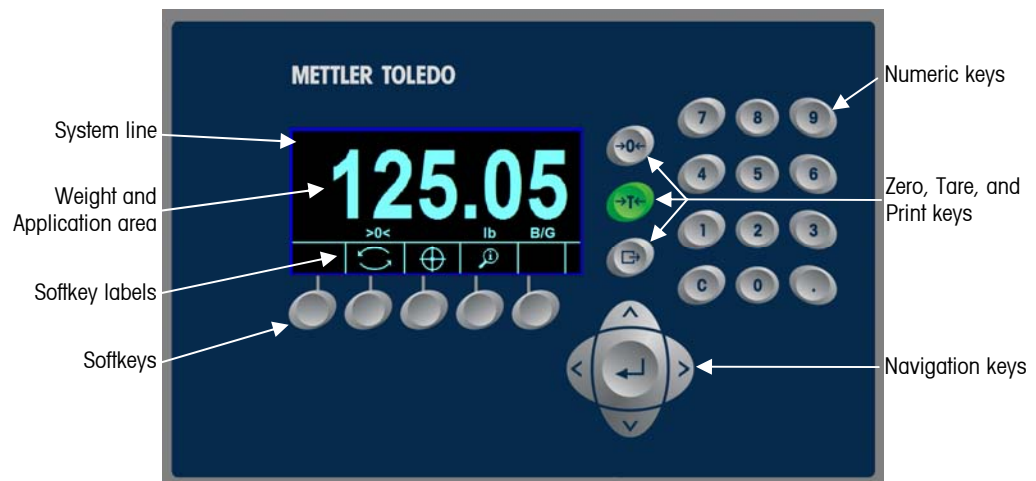 METTLER TOLEDO
System line
Weight and
Application area
Softkey labels
Softkeys
125.05
>0<
lb
B/G
→0←
→T←
7
8
9
4
5
6
1
2
3
C
0
.
Numeric keys
Zero, Tare, and
Print keys
Navigation keys